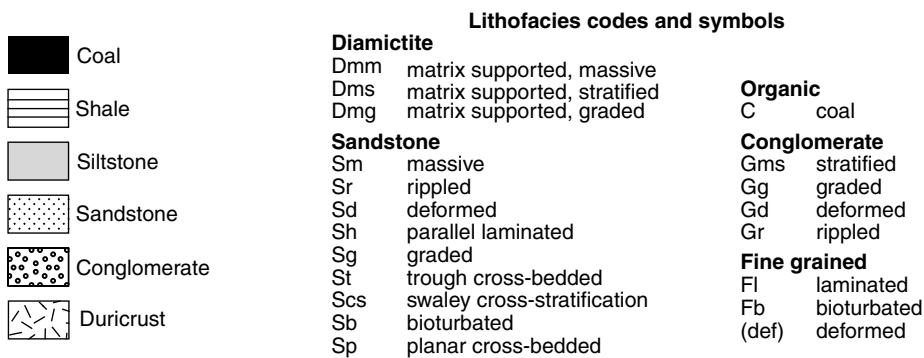 Lithofacies codes and symbols
Coal
Shale
Siltstone
Sandstone
Conglomerate
Duricrust
Diamictite
Dmm matrix supported, massive
Dms matrix supported, stratified
Dmg matrix supported, graded
Sandstone
Sm massive
Sr rippled
Sd deformed
Sh parallel laminated
Sg graded
St trough cross-bedded
Scs swaley cross-stratification
Sb bioturbated
Sp planar cross-bedded
Organic
C coal
Conglomerate
Gms stratified
Gg graded
Gd deformed
Gr rippled
Fine grained
Fl laminated
Fb bioturbated
(def) deformed